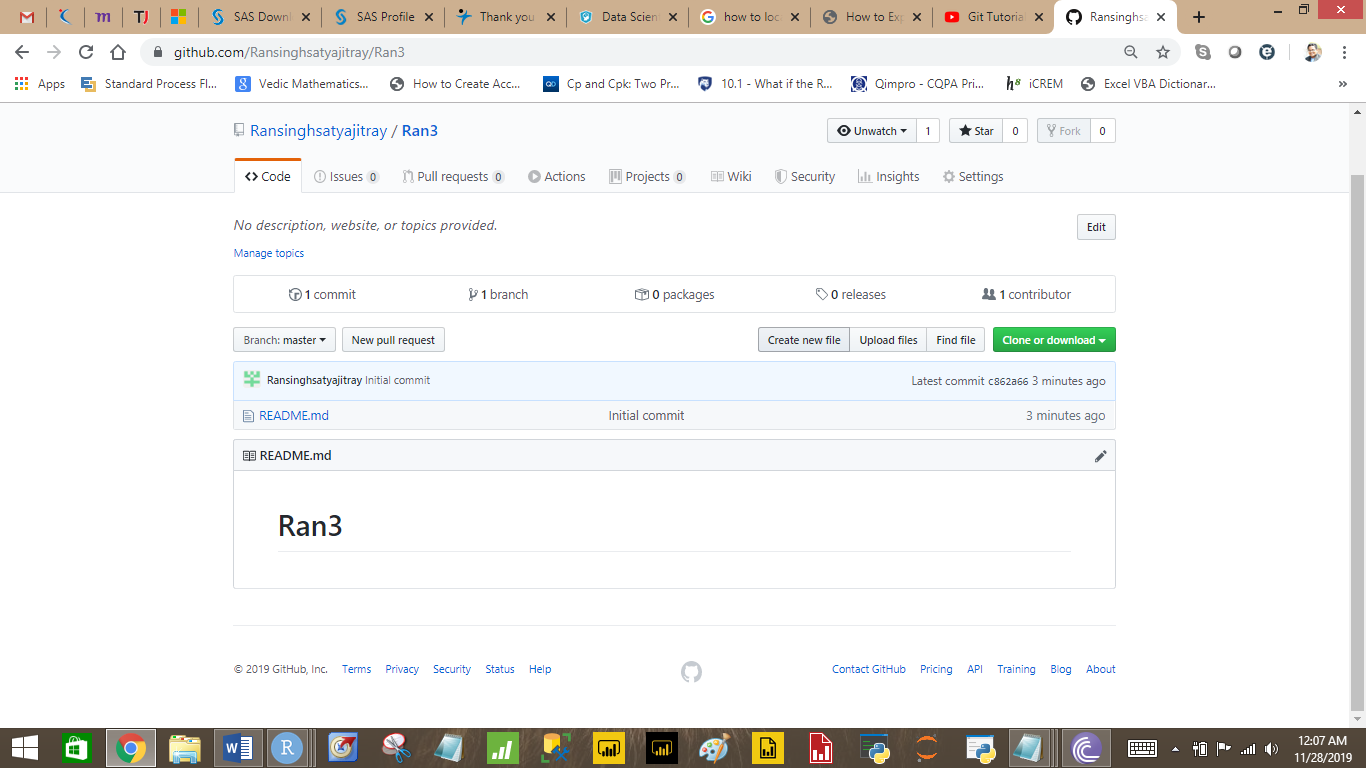 SAS Downl
SAS Profile
Thank you
Data Scien
how to loc
How to Exp
Git Tutoria
Ransinghsa
github.com/Ransinghsatyajitray/Ran3
Apps
Standard Process Fl...
Vedic Mathematics...
How to Create Acc...
Cp and Cpk: Two Pr...
10.1 - What if the R...
Qimpro - CQPA Pri...
iCREM
Excel VBA Dictionar...
»
Ransinghsatyajitray / Ran3
Unwatch 1
Star 0
Fork 0
Code
Issues 0
Pull requests 0
Actions
Projects 0
Wiki
Security
Insights
Settings
No description, website, or topics provided.
Edit
Manage topics
1 commit
1 branch
0 packages
0 releases
1 contributor
Branch: master
New pull request
Create new file
Upload files
Find file
Clone or download
Ransinghsatyajitray Initial commit
Latest commit c862a66 3 minutes ago
README.md
Initial commit
3 minutes ago
README.md
Ran3
© 2019 GitHub, Inc.
Terms
Privacy
Security
Status
Help
Contact GitHub
Pricing
API
Training
Blog
About
12:07 AM
11/28/2019